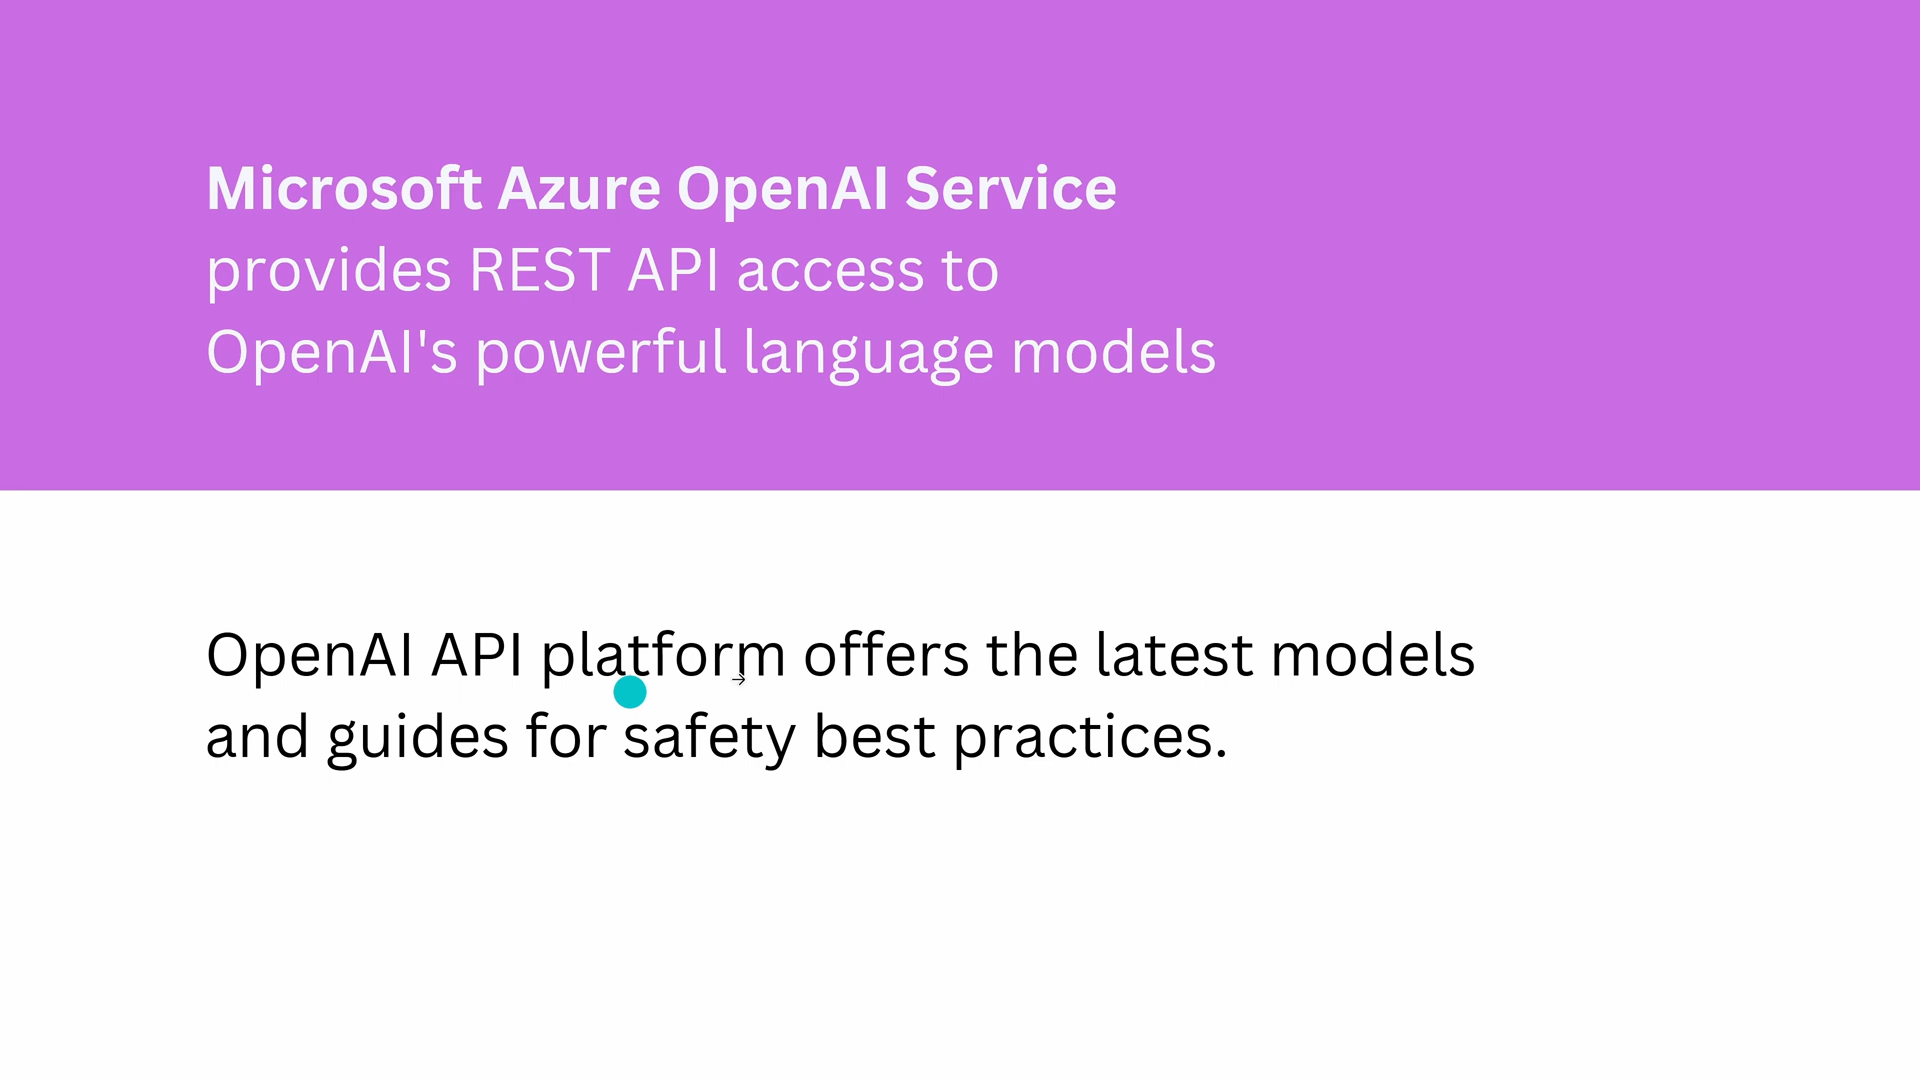 Microsoft Azure OpenAI Service
provides REST API access to
OpenAI's powerful language models
OpenAI API platform offers the latest models
and guides for safety best practices.